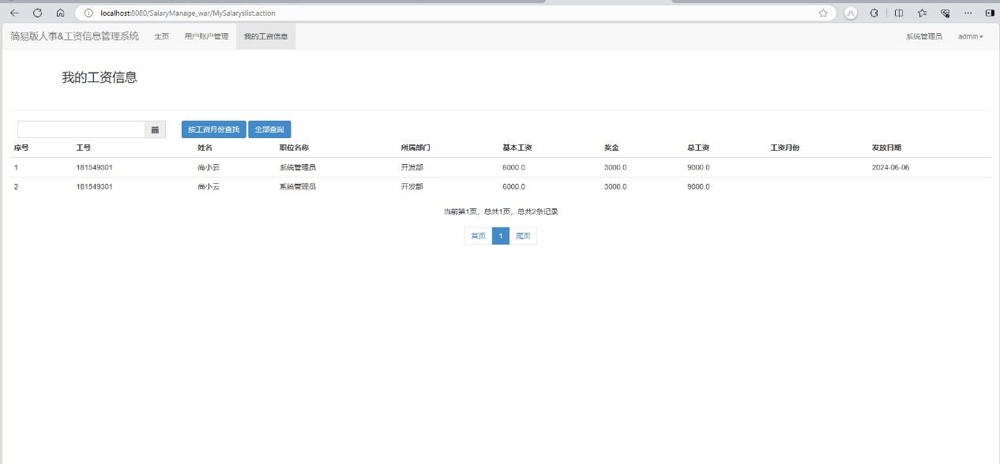 localhost:8080/SalaryManage_war/MySalaryslist.action
简易版人事&工资信息管理系统 主页 用户账户管理 我的工资信息 系统管理员 admin
我的工资信息
按工资月份查找 全部查询
序号 工号 姓名 职位名称 所属部门 基本工资 奖金 总工资 工资月份 发放日期
1 181549301 尚小云 系统管理员 开发部 6000.0 3000.0 9000.0 2024-06-06
2 181549301 尚小云 系统管理员 开发部 6000.0 3000.0 9000.0
当前第1页，总共1页，总共2条记录
首页 1 尾页